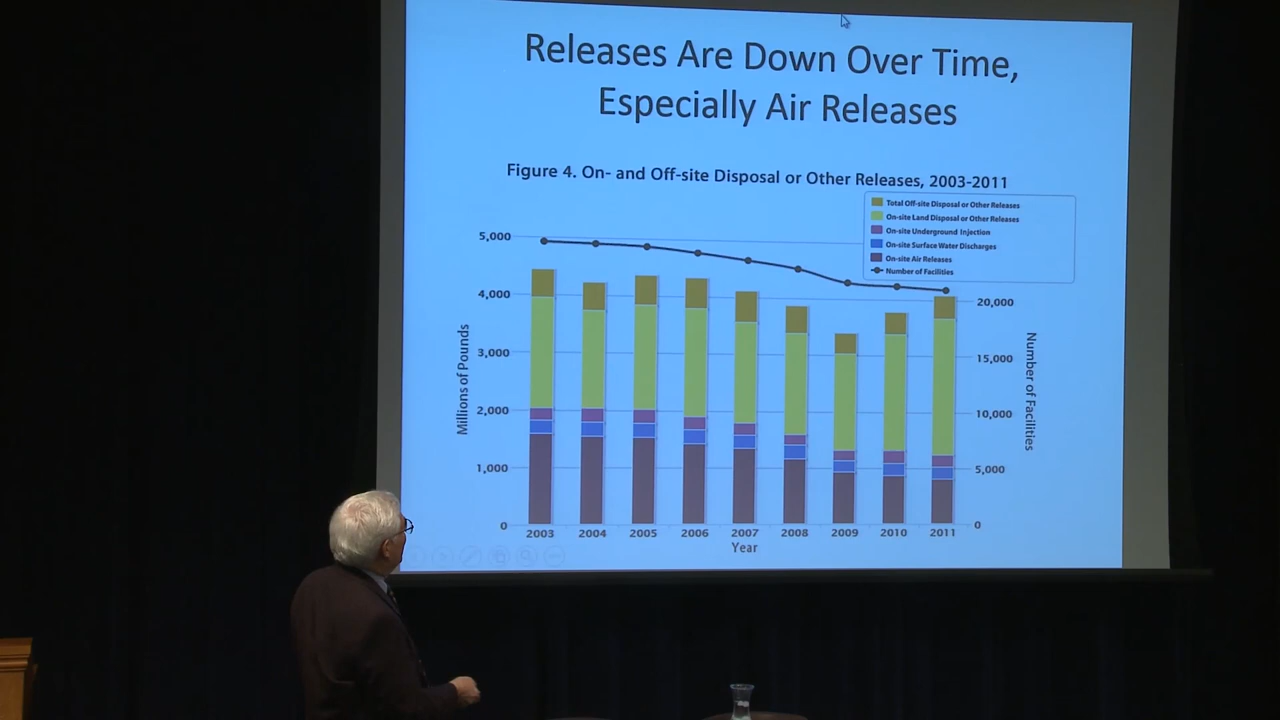 Releases Are Down Over Time,
Especially Air Releases
Figure 4. On- and Off-site Disposal or Other Releases, 2003-2011
Total Off-site Disposal or Other Releases
On-site Land Disposal or Other Releases
On-site Underground Injection
On-site Surface Water Discharges
On-site Air Releases
Number of Facilities
5,000
4,000
3,000
2,000
1,000
0
Millions of Pounds
20,000
15,000
10,000
5,000
0
Number of Facilities
2003 2004 2005 2006 2007 2008 2009 2010 2011
Year